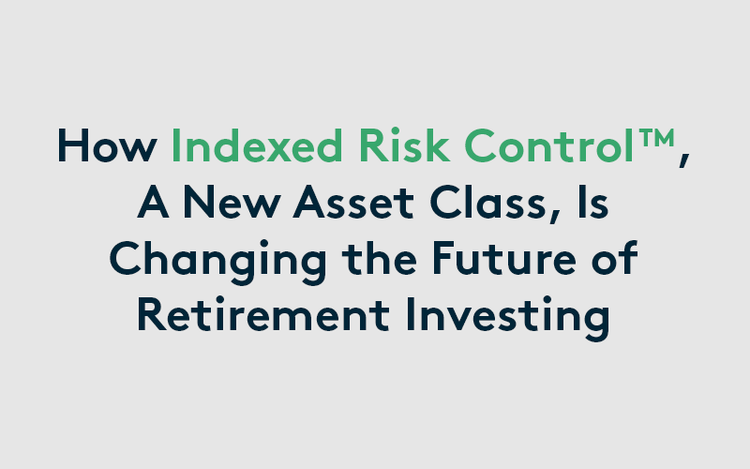 How Indexed Risk Control™,
A New Asset Class, Is
Changing the Future of
Retirement Investing